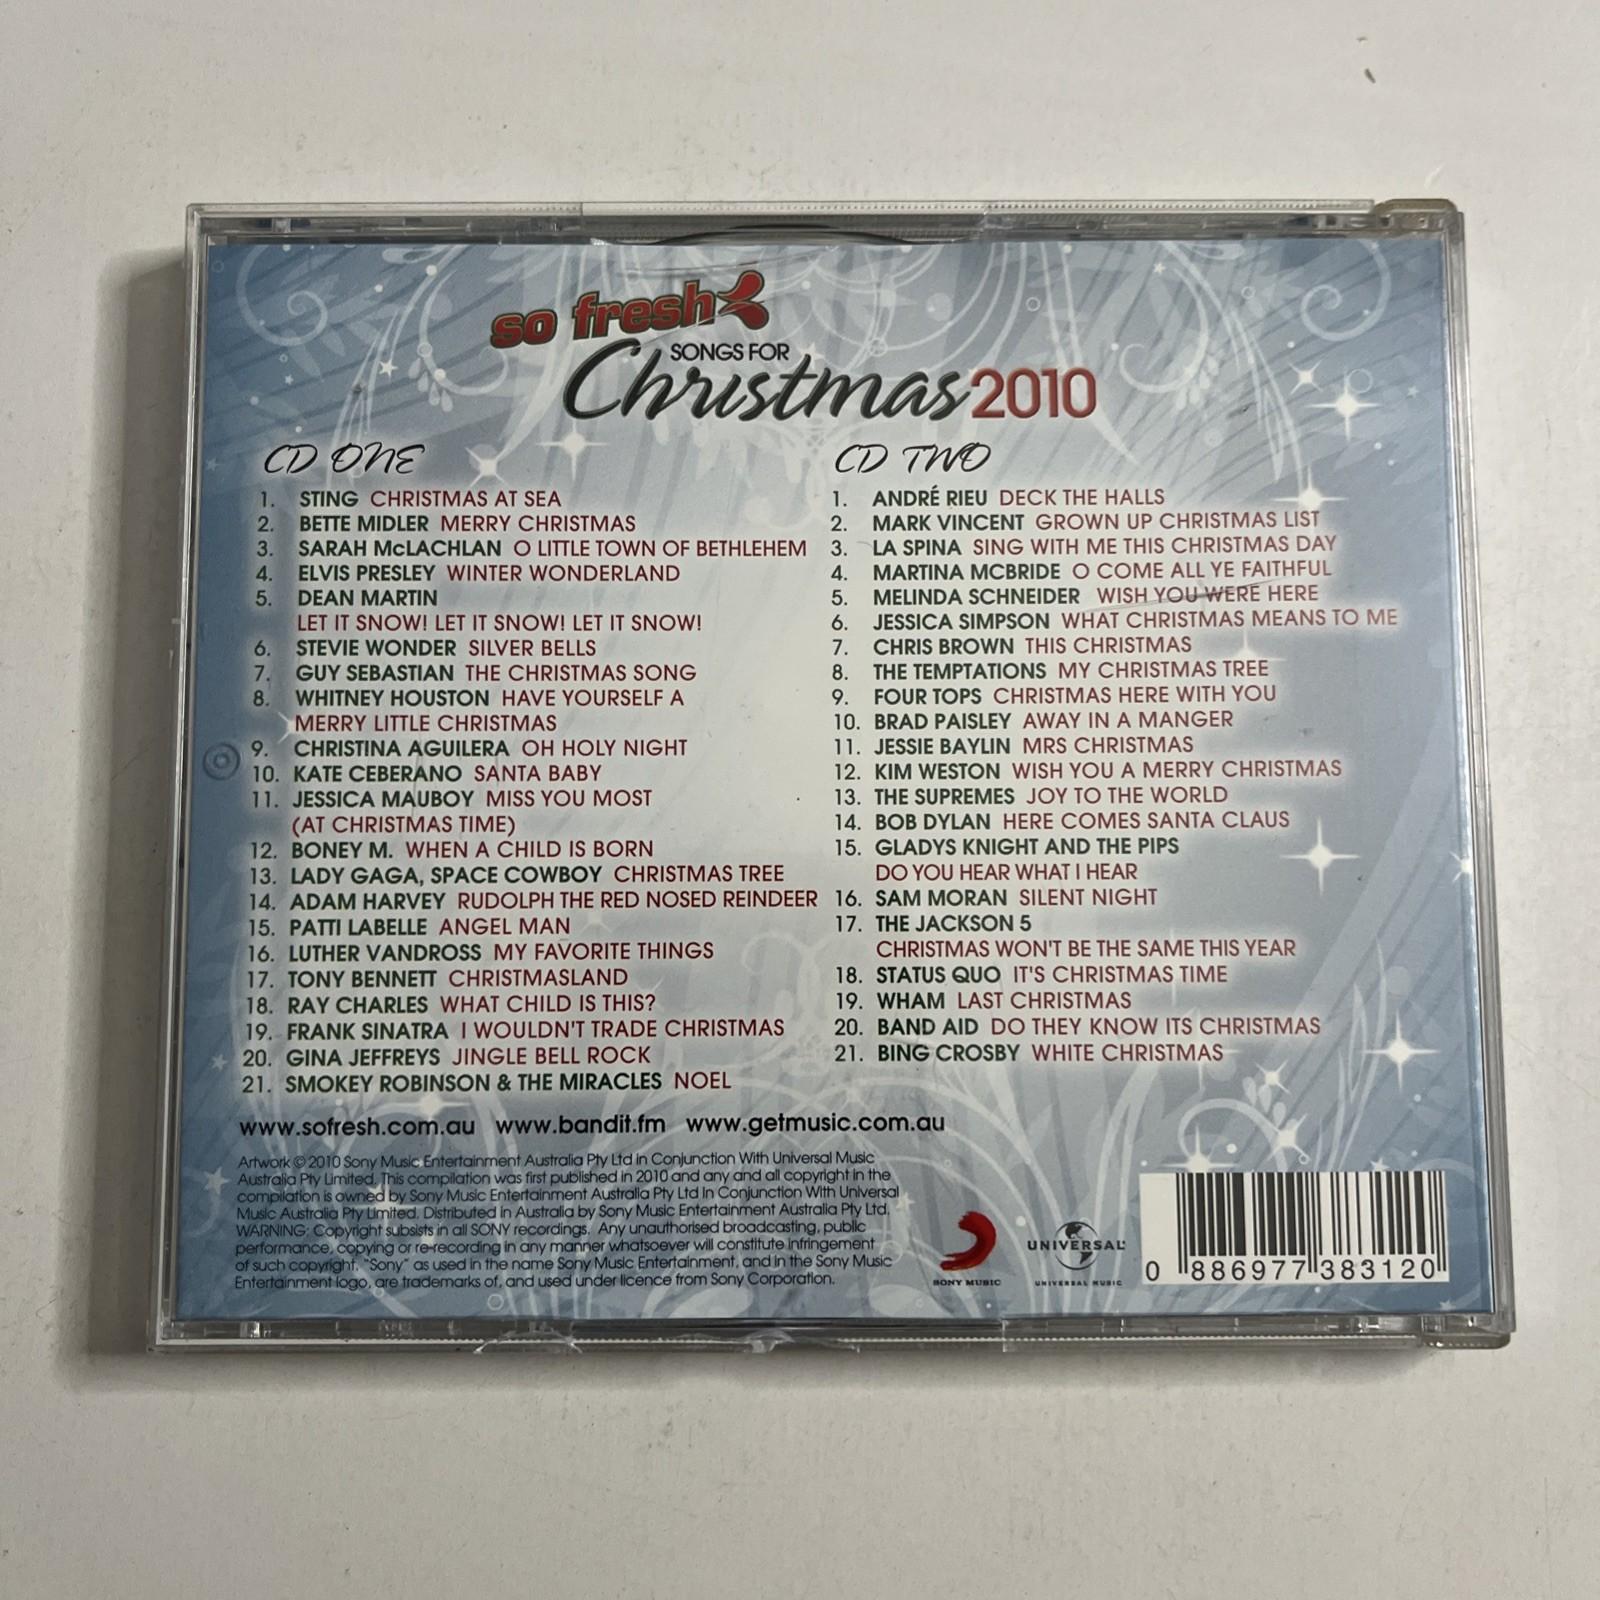 so fresh
SONGS FOR
Christmas 2010
CD ONE
1. STING CHRISTMAS AT SEA
2. BETTE MIDLER MERRY CHRISTMAS
3. SARAH McLACHLAN O LITTLE TOWN OF BETHLEHEM
4. ELVIS PRESLEY WINTER WONDERLAND
5. DEAN MARTIN
LET IT SNOW! LET IT SNOW! LET IT SNOW!
6. STEVIE WONDER SILVER BELLS
7. GUY SEBASTIAN THE CHRISTMAS SONG
8. WHITNEY HOUSTON HAVE YOURSELF A
MERRY LITTLE CHRISTMAS
9. CHRISTINA AGUILERA OH HOLY NIGHT
10. KATE CEBERANO SANTA BABY
11. JESSICA MAUBOY MISS YOU MOST
(AT CHRISTMAS TIME)
12. BONEY M. WHEN A CHILD IS BORN
13. LADY GAGA, SPACE COWBOY CHRISTMAS TREE
14. ADAM HARVEY RUDOLPH THE RED NOSED REINDEER
15. PATTI LABELLE ANGEL MAN
16. LUTHER VANDROSS MY FAVORITE THINGS
17. TONY BENNETT CHRISTMASLAND
18. RAY CHARLES WHAT CHILD IS THIS?
19. FRANK SINATRA I WOULDN'T TRADE CHRISTMAS
20. GINA JEFFREYS JINGLE BELL ROCK
21. SMOKEY ROBINSON & THE MIRACLES NOEL
CD TWO
1. ANDRÉ RIEU DECK THE HALLS
2. MARK VINCENT GROWN UP CHRISTMAS LIST
3. LA SPINA SING WITH ME THIS CHRISTMAS DAY
4. MARTINA MCBRIDE O COME ALL YE FAITHFUL
5. MELINDA SCHNEIDER WISH YOU WERE HERE
6. JESSICA SIMPSON WHAT CHRISTMAS MEANS TO ME
7. CHRIS BROWN THIS CHRISTMAS
8. THE TEMPTATIONS MY CHRISTMAS TREE
9. FOUR TOPS CHRISTMAS HERE WITH YOU
10. BRAD PAISLEY AWAY IN A MANGER
11. JESSIE BAYLIN MRS CHRISTMAS
12. KIM WESTON WISH YOU A MERRY CHRISTMAS
13. THE SUPREMES JOY TO THE WORLD
14. BOB DYLAN HERE COMES SANTA CLAUS
15. GLADYS KNIGHT AND THE PIPS
DO YOU HEAR WHAT I HEAR
16. SAM MORAN SILENT NIGHT
17. THE JACKSON 5
CHRISTMAS WON'T BE THE SAME THIS YEAR
18. STATUS QUO IT'S CHRISTMAS TIME
19. WHAM LAST CHRISTMAS
20. BAND AID DO THEY KNOW ITS CHRISTMAS
21. BING CROSBY WHITE CHRISTMAS
www.sofresh.com.au www.bandit.fm www.getmusic.com.au
Artwork © 2010 Sony Music Entertainment Australia Pty Ltd in Conjunction With Universal Music
Australia Pty Limited. This compilation was first published in 2010 and any and all copyright in the
compilation is owned by Sony Music Entertainment Australia Pty Ltd In Conjunction With Universal
Music Australia Pty Limited. Distributed in Australia by Sony Music Entertainment Australia Pty Ltd.
WARNING: Copyright subsists in all SONY recordings. Any unauthorised broadcasting, public
performance, copying or re-recording in any manner whatsoever will constitute infringement
of such copyright. "Sony" as used in the name Sony Music Entertainment, and in the Sony Music
Entertainment logo, are trademarks of, and used under licence from Sony Corporation.
SONY MUSIC
UNIVERSAL
UNIVERSAL MUSIC
0 886977 383120